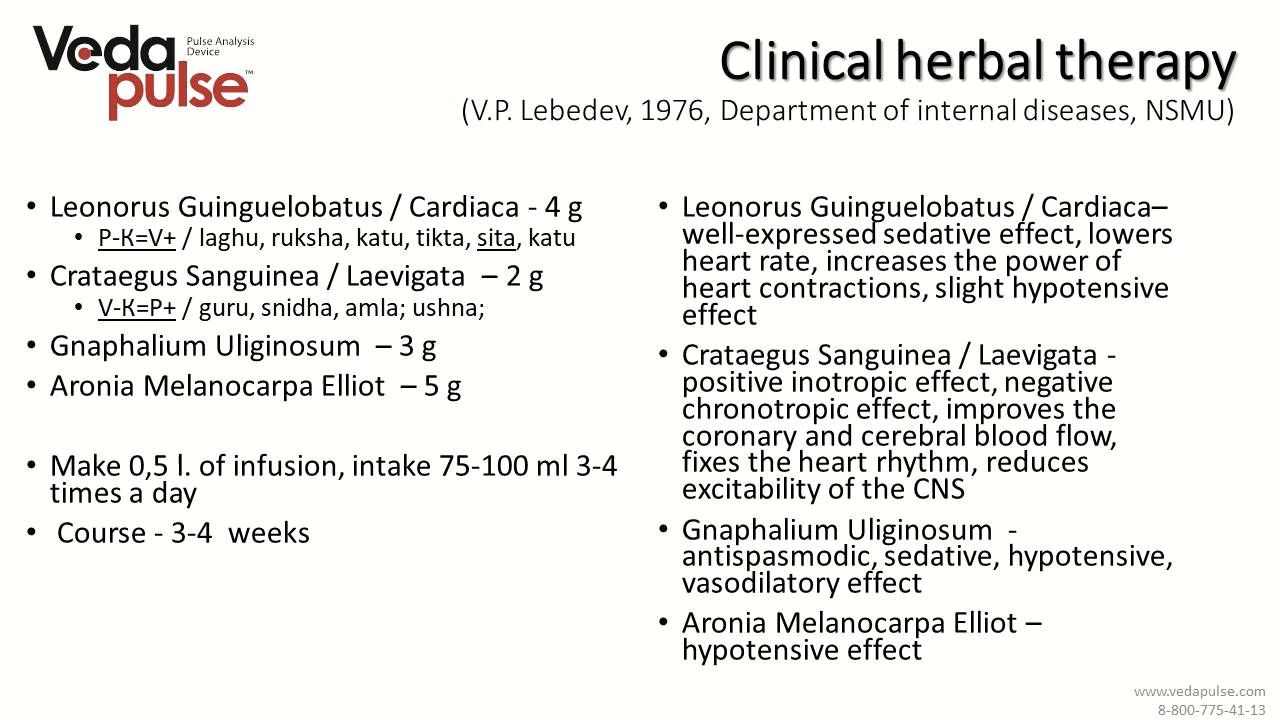 Veda
pulse™
Pulse Analysis
Device
Clinical herbal therapy
(V.P. Lebedev, 1976, Department of internal diseases, NSMU)
• Leonorus Guinguelobatus / Cardiaca - 4 g
• P-K=V+ / laghu, ruksha, katu, tikta, sita, katu
• Crataegus Sanguinea / Laevigata – 2 g
• V-K=P+ / guru, snidha, amla; ushna;
• Gnaphalium Uliginosum – 3 g
• Aronia Melanocarpa Elliot – 5 g
• Make 0,5 l. of infusion, intake 75-100 ml 3-4
times a day
• Course - 3-4 weeks
• Leonorus Guinguelobatus / Cardiaca–
well-expressed sedative effect, lowers
heart rate, increases the power of
heart contractions, slight hypotensive
effect
• Crataegus Sanguinea / Laevigata -
positive inotropic effect, negative
chronotropic effect, improves the
coronary and cerebral blood flow,
fixes the heart rhythm, reduces
excitability of the CNS
• Gnaphalium Uliginosum -
antispasmodic, sedative, hypotensive,
vasodilatory effect
• Aronia Melanocarpa Elliot –
hypotensive effect
www.vedapulse.com
8-800-775-41-13